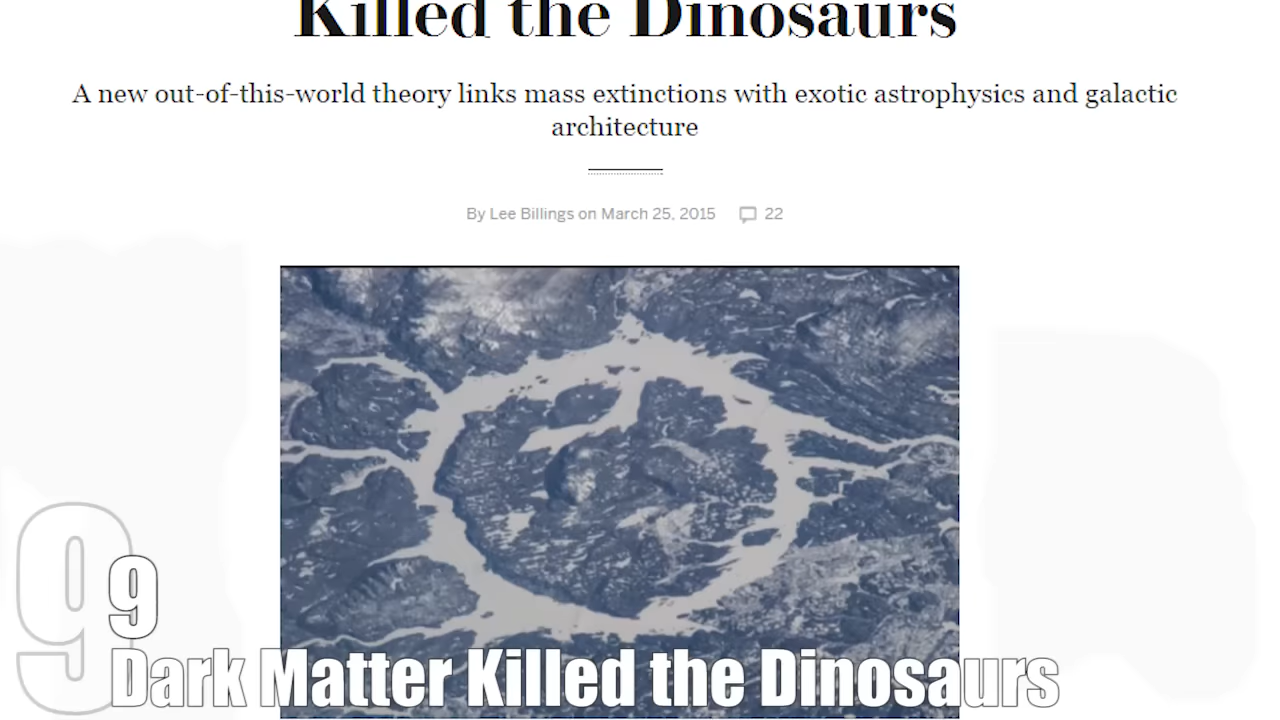 Killed the Dinosaurs
A new out-of-this-world theory links mass extinctions with exotic astrophysics and galactic
architecture
By Lee Billings on March 25, 2015 22
9
9
Dark Matter Killed the Dinosaurs